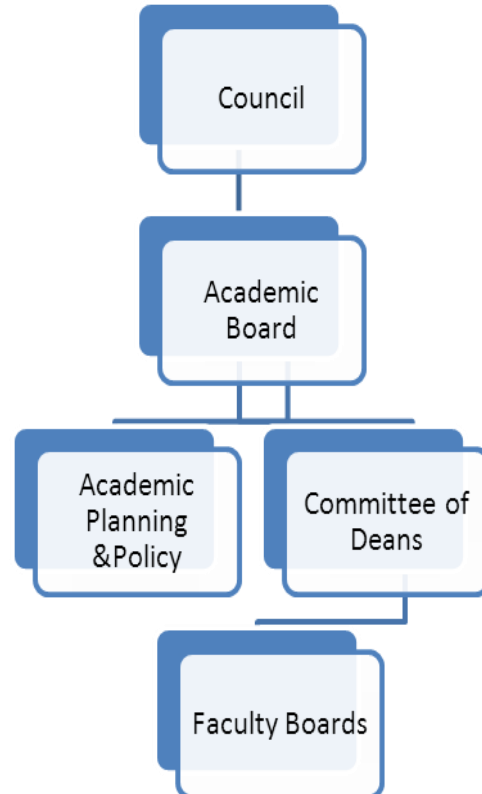 Council
Academic
Board
Academic
Planning
&Policy
Committee of
Deans
Faculty Boards